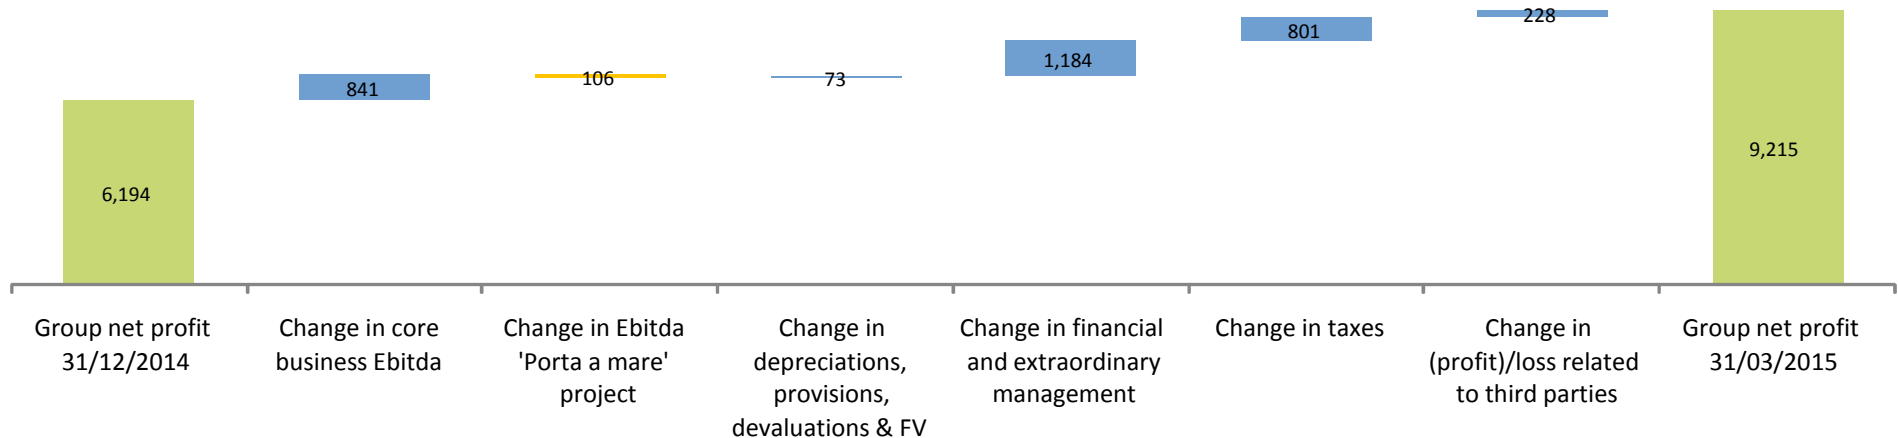 228
801
1,184
841
106
73
9,215
6,194
Group net profit
31/12/2014
Change in core
business Ebitda
Change in Ebitda
'Porta a mare'
project
Change in
depreciations,
provisions,
devaluations & FV
Change in financial
and extraordinary
management
Change in taxes
Change in
(profit)/loss related
to third parties
Group net profit
31/03/2015